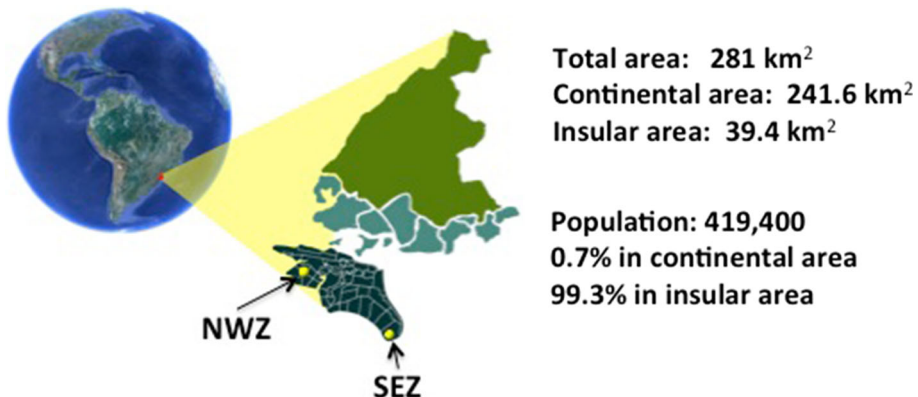 Total area: 281 km²
Continental area: 241.6 km²
Insular area: 39.4 km²
Population: 419,400
0.7% in continental area
99.3% in insular area
NWZ
SEZ